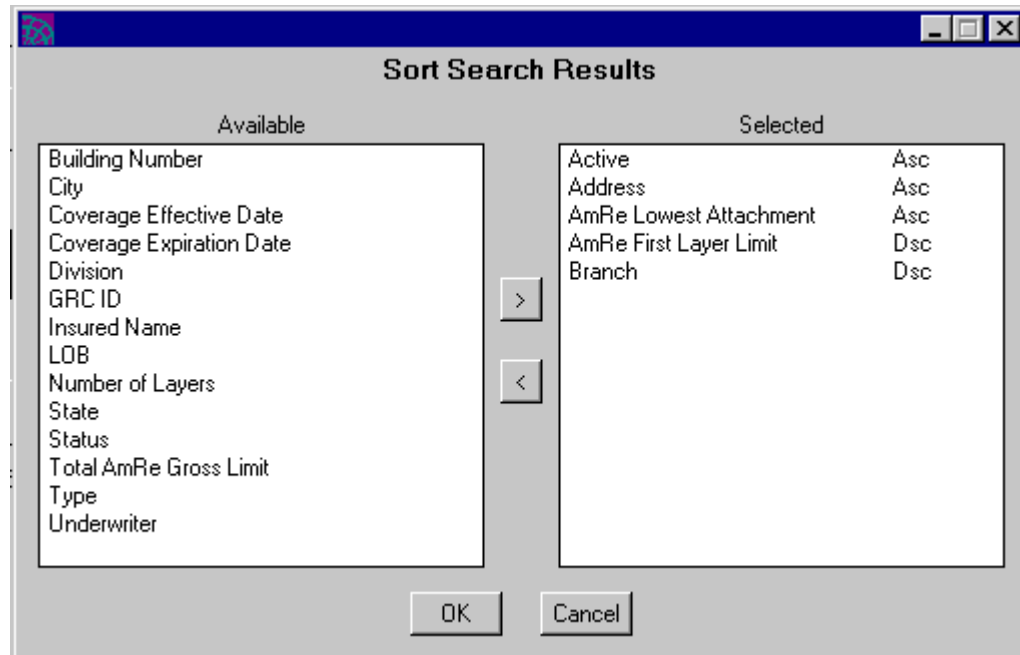 Sort Search Results
Available
Building Number
City
Coverage Effective Date
Coverage Expiration Date
Division
GRC ID
Insured Name
LOB
Number of Layers
State
Status
Total AmRe Gross Limit
Type
Underwriter
>
<
Selected
Active Asc
Address Asc
AmRe Lowest Attachment Asc
AmRe First Layer Limit Dsc
Branch Dsc
OK Cancel